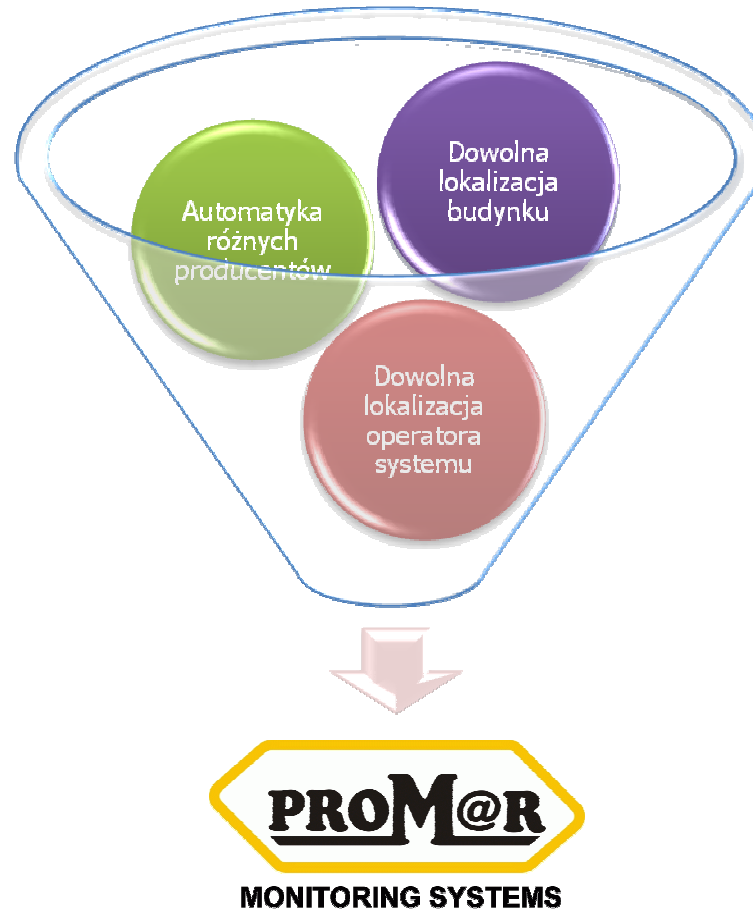 Dowolna
lokalizacja
budynku
Automatyka
różnych
producentów
Dowolna
lokalizacja
operatora
systemu
PROM@R
MONITORING SYSTEMS